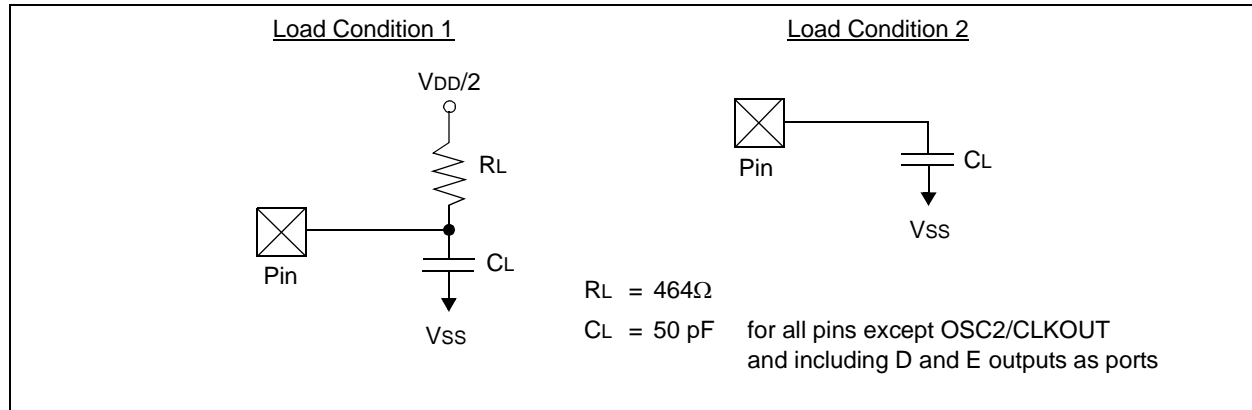 Load Condition 1
VDD/2
RL
Pin
CL
VSS
Load Condition 2
Pin
CL
VSS
RL = 464Ω
CL = 50 pF for all pins except OSC2/CLKOUT
and including D and E outputs as ports